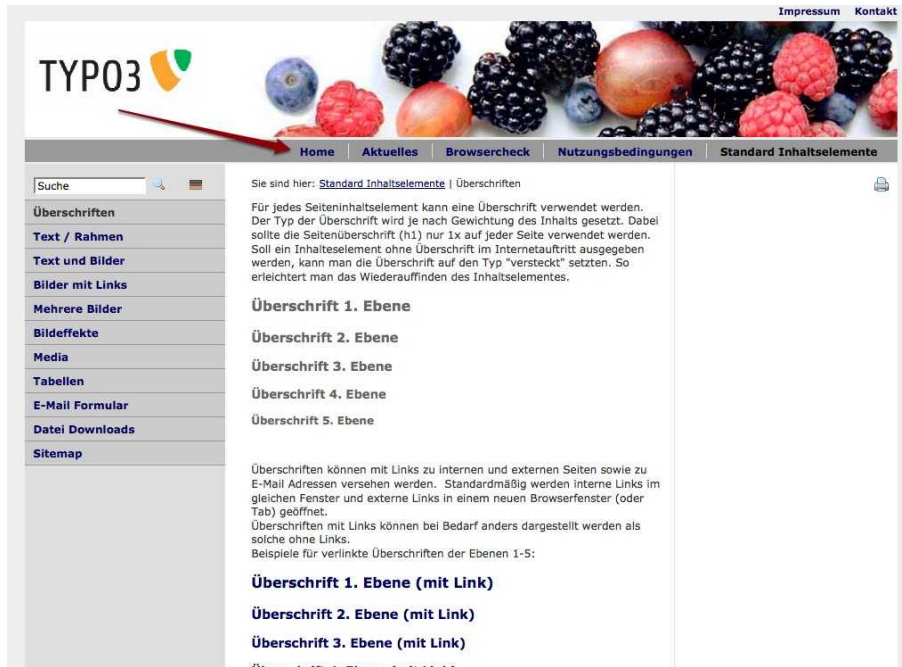 Impressum Kontakt
TYPO3
Home Aktuelles Browsercheck Nutzungsbedingungen Standard Inhaltselemente
Suche
Überschriften
Text / Rahmen
Text und Bilder
Bilder mit Links
Mehrere Bilder
Bildeffekte
Media
Tabellen
E-Mail Formular
Datei Downloads
Sitemap
Sie sind hier: Standard Inhaltselemente | Überschriften
Für jedes Seiteninhaltselement kann eine Überschrift verwendet werden.
Der Typ der Überschrift wird je nach Gewichtung des Inhalts gesetzt. Dabei
sollte die Seitenüberschrift (h1) nur 1x auf jeder Seite verwendet werden.
Soll ein Inhalteselement ohne Überschrift im Internetauftritt ausgegeben
werden, kann man die Überschrift auf den Typ "versteckt" setzten. So
erleichtert man das Wiederauffinden des Inhaltselementes.
Überschrift 1. Ebene
Überschrift 2. Ebene
Überschrift 3. Ebene
Überschrift 4. Ebene
Überschrift 5. Ebene
Überschriften können mit Links zu internen und externen Seiten sowie zu
E-Mail Adressen versehen werden. Standardmäßig werden interne Links im
gleichen Fenster und externe Links in einem neuen Browserfenster (oder
Tab) geöffnet.
Überschriften mit Links können bei Bedarf anders dargestellt werden als
solche ohne Links.
Beispiele für verlinkte Überschriften der Ebenen 1-5:
Überschrift 1. Ebene (mit Link)
Überschrift 2. Ebene (mit Link)
Überschrift 3. Ebene (mit Link)